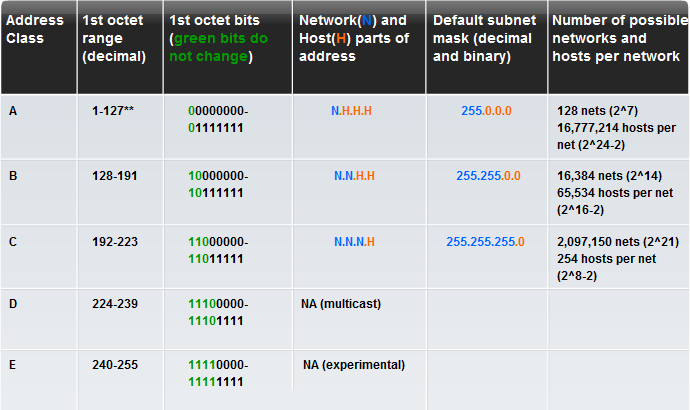 Address Class
1st octet range (decimal)
1st octet bits (green bits do not change)
Network(N) and Host(H) parts of address
Default subnet mask (decimal and binary)
Number of possible networks and hosts per network
A
1-127**
00000000-
01111111
N.H.H.H
255.0.0.0
128 nets (2^7)
16,777,214 hosts per
net (2^24-2)
B
128-191
10000000-
10111111
N.N.H.H
255.255.0.0
16,384 nets (2^14)
65,534 hosts per net
(2^16-2)
C
192-223
11000000-
11011111
N.N.N.H
255.255.255.0
2,097,150 nets (2^21)
254 hosts per net
(2^8-2)
D
224-239
11100000-
11101111
NA (multicast)
E
240-255
11110000-
11111111
NA (experimental)